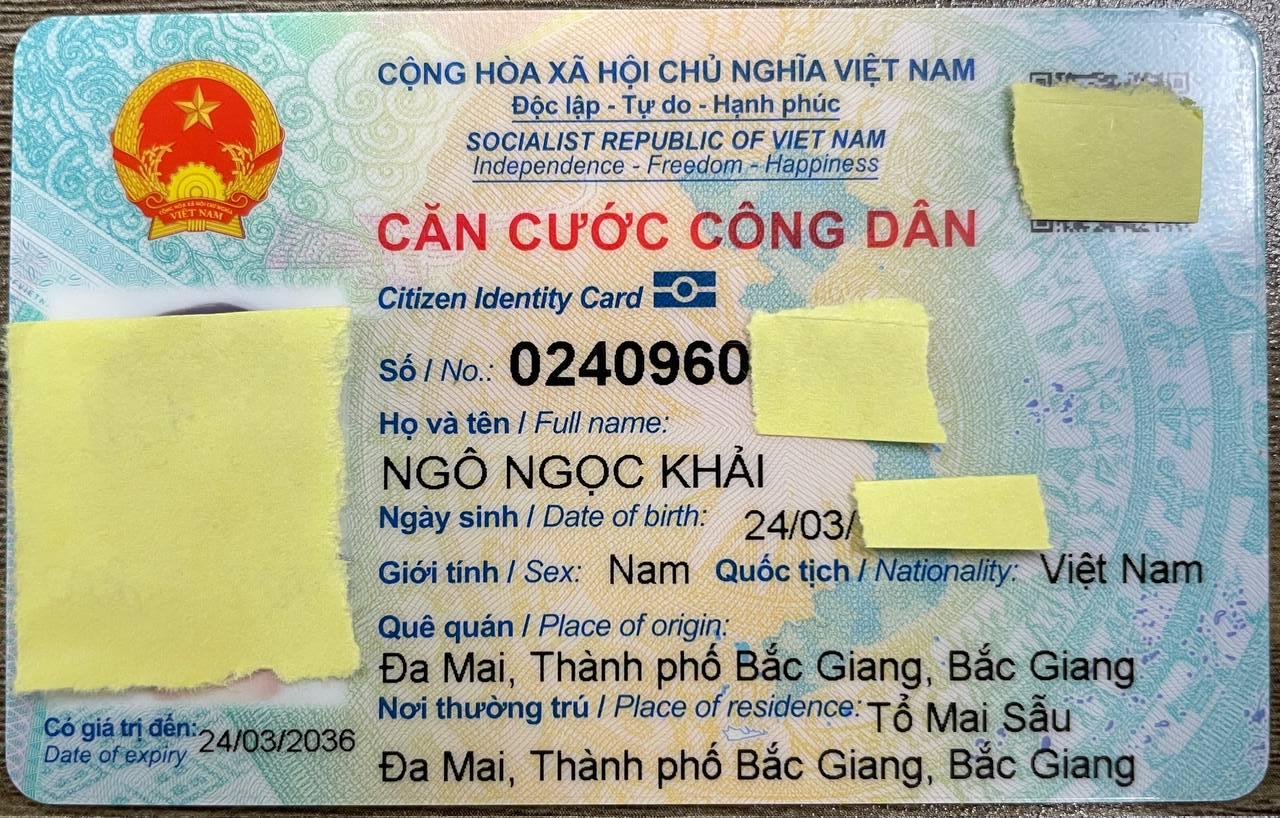 CỘNG HÒA XÃ HỘI CHỦ NGHĨA VIỆT NAM
Độc lập - Tự do - Hạnh phúc
SOCIALIST REPUBLIC OF VIET NAM
Independence - Freedom - Happiness
CỘNG HÒA XÃ HỘI CHỦ NGHĨA
VIỆT NAM
CĂN CƯỚC CÔNG DÂN
Citizen Identity Card
Số / No.: 0240960
Họ và tên / Full name:
NGÔ NGỌC KHẢI
Ngày sinh / Date of birth: 24/03/
Giới tính / Sex: Nam Quốc tịch / Nationality: Việt Nam
Quê quán / Place of origin:
Đa Mai, Thành phố Bắc Giang, Bắc Giang
Nơi thường trú / Place of residence: Tổ Mai Sẫu
Đa Mai, Thành phố Bắc Giang, Bắc Giang
Có giá trị đến: 24/03/2036
Date of expiry